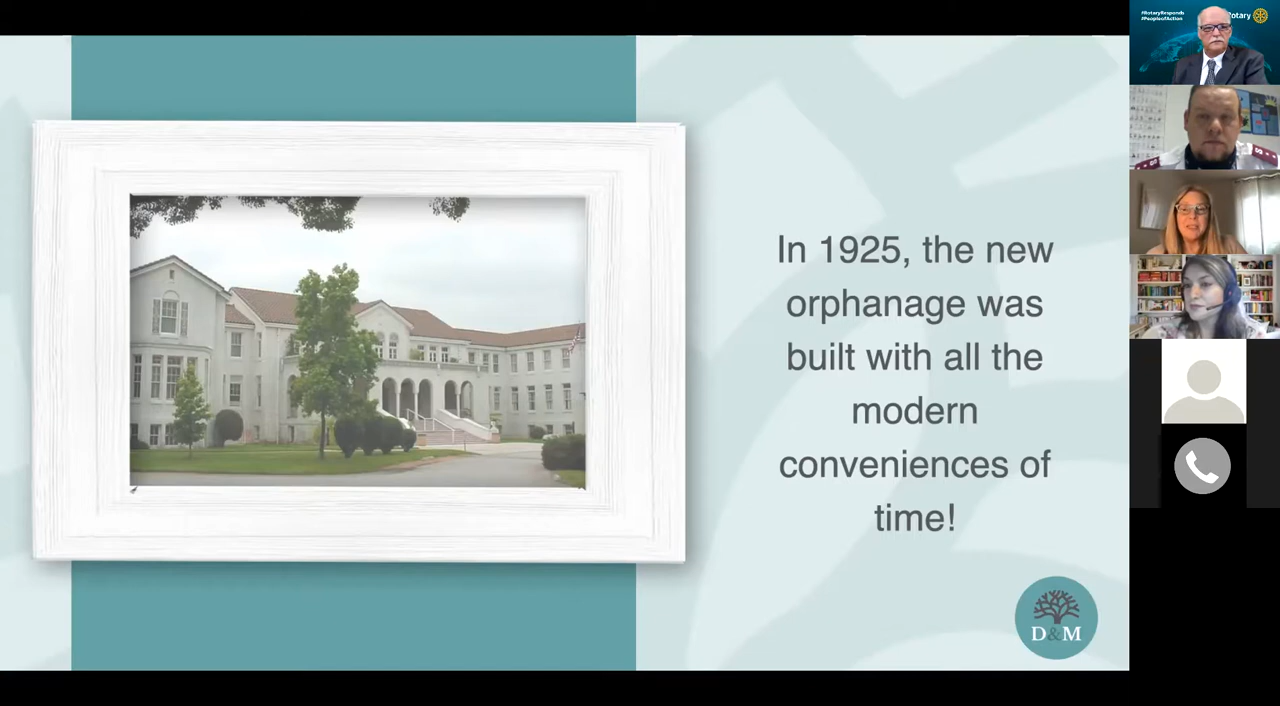 In 1925, the new
orphanage was
built with all the
modern
conveniences of
time!
D&M
#RotaryResponds
#PeopleofAction
Rotary